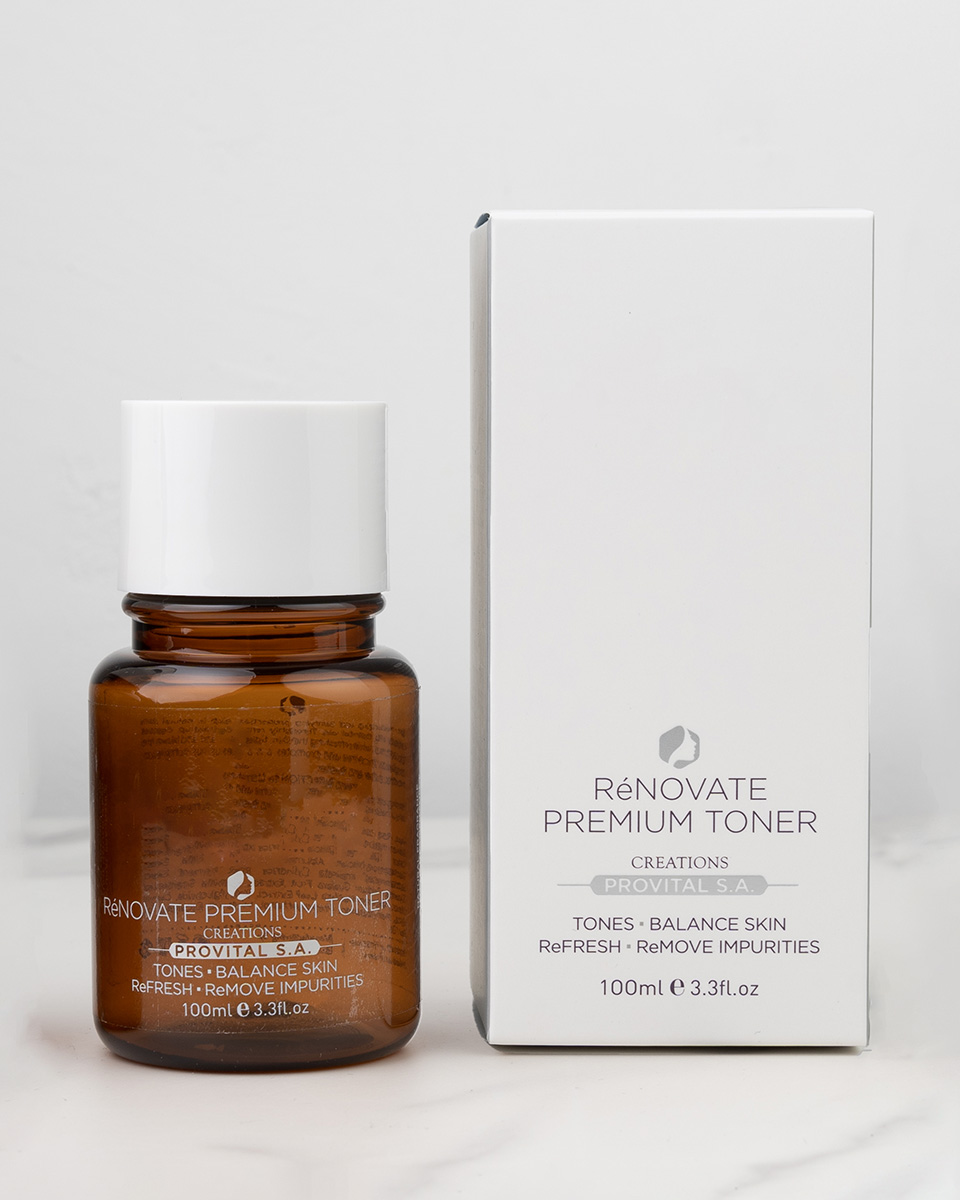 RéNOVATE PREMIUM TONER
CREATIONS
PROVITAL S.A.
TONES • BALANCE SKIN
ReFRESH • ReMOVE IMPURITIES
100ml ℮ 3.3fl.oz
RéNOVATE
PREMIUM TONER
CREATIONS
PROVITAL S.A.
TONES • BALANCE SKIN
ReFRESH • ReMOVE IMPURITIES
100ml ℮ 3.3fl.oz